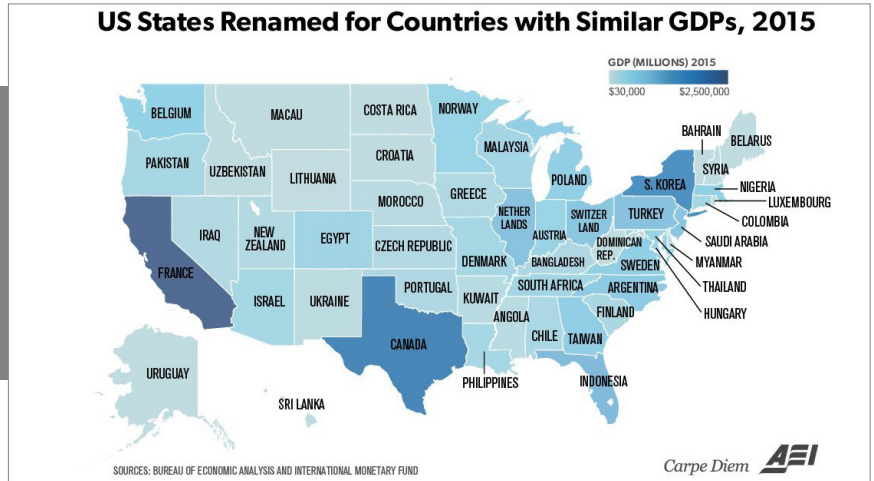 US States Renamed for Countries with Similar GDPs, 2015
GDP (MILLIONS) 2015
$30,000 $2,500,000
BELGIUM
MACAU
COSTA RICA
NORWAY
BAHRAIN
BELARUS
PAKISTAN
UZBEKISTAN
LITHUANIA
CROATIA
MALAYSIA
POLAND
S. KOREA
SYRIA
NIGERIA
LUXEMBOURG
COLOMBIA
IRAQ
NEW
ZEALAND
EGYPT
MOROCCO
GREECE
NETHER
LANDS
AUSTRIA
SWITZER
LAND
TURKEY
SAUDI ARABIA
MYANMAR
THAILAND
HUNGARY
FRANCE
CZECH REPUBLIC
DENMARK
BANGLADESH
DOMINICAN
REP.
SWEDEN
ISRAEL
UKRAINE
PORTUGAL
KUWAIT
SOUTH AFRICA
ARGENTINA
FINLAND
CANADA
ANGOLA
CHILE
TAIWAN
URUGUAY
SRI LANKA
PHILIPPINES
INDONESIA
SOURCES: BUREAU OF ECONOMIC ANALYSIS AND INTERNATIONAL MONETARY FUND
Carpe Diem AEI